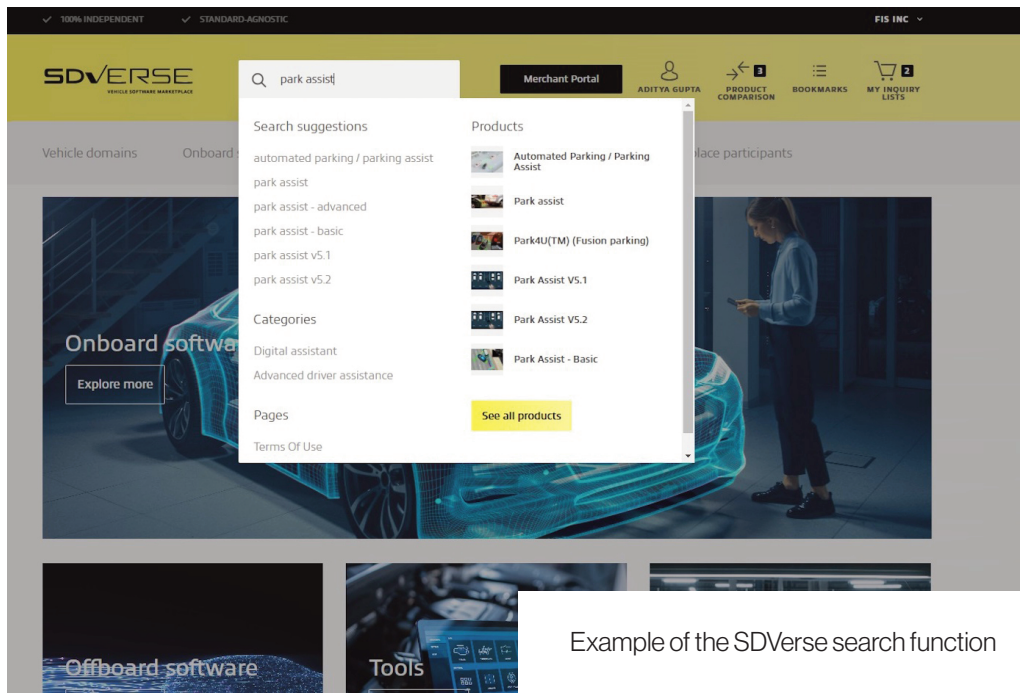 100% INDEPENDENT
STANDARD-AGNOSTIC
FIS INC
SDVERSE
VEHICLE SOFTWARE MARKETPLACE
park assist
Merchant Portal
ADITYA GUPTA
3
PRODUCT
COMPARISON
BOOKMARKS
2
MY INQUIRY
LISTS
Vehicle domains
Onboard
participants
Search suggestions
automated parking / parking assist
park assist
park assist - advanced
park assist - basic
park assist v5.1
park assist v5.2
Categories
Digital assistant
Advanced driver assistance
Pages
Terms Of Use
Products
Automated Parking / Parking
Assist
Park assist
Park4U(TM) (Fusion parking)
Park Assist V5.1
Park Assist V5.2
Park Assist - Basic
See all products
Onboard softwa
Explore more
Offboard software
Tools
Example of the SDVerse search function